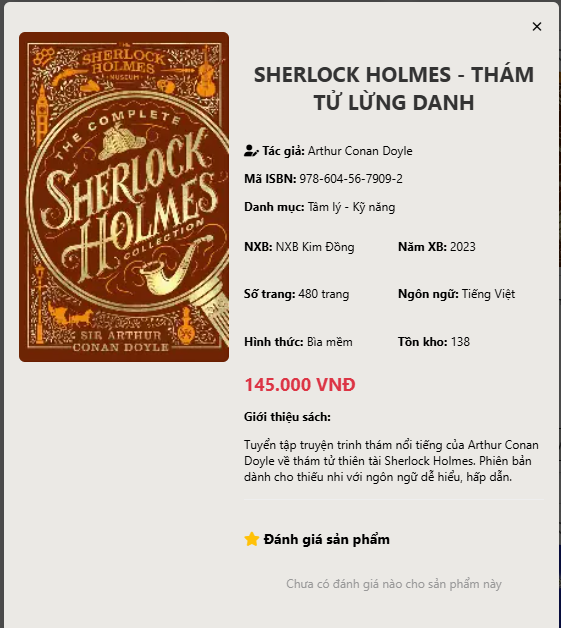 THE
SHERLOCK
HOLMES
MUSEUM
THE COMPLETE
SHERLOCK
HOLMES
COLLECTION
SIR ARTHUR
CONAN DOYLE
×
SHERLOCK HOLMES - THÁM
TỬ LỪNG DANH
Tác giả: Arthur Conan Doyle
Mã ISBN: 978-604-56-7909-2
Danh mục: Tâm lý - Kỹ năng
NXB: NXB Kim Đồng Năm XB: 2023
Số trang: 480 trang Ngôn ngữ: Tiếng Việt
Hình thức: Bìa mềm Tồn kho: 138
145.000 VNĐ
Giới thiệu sách:
Tuyển tập truyện trinh thám nổi tiếng của Arthur Conan
Doyle về thám tử thiên tài Sherlock Holmes. Phiên bản
dành cho thiếu nhi với ngôn ngữ dễ hiểu, hấp dẫn.
Đánh giá sản phẩm
Chưa có đánh giá nào cho sản phẩm này